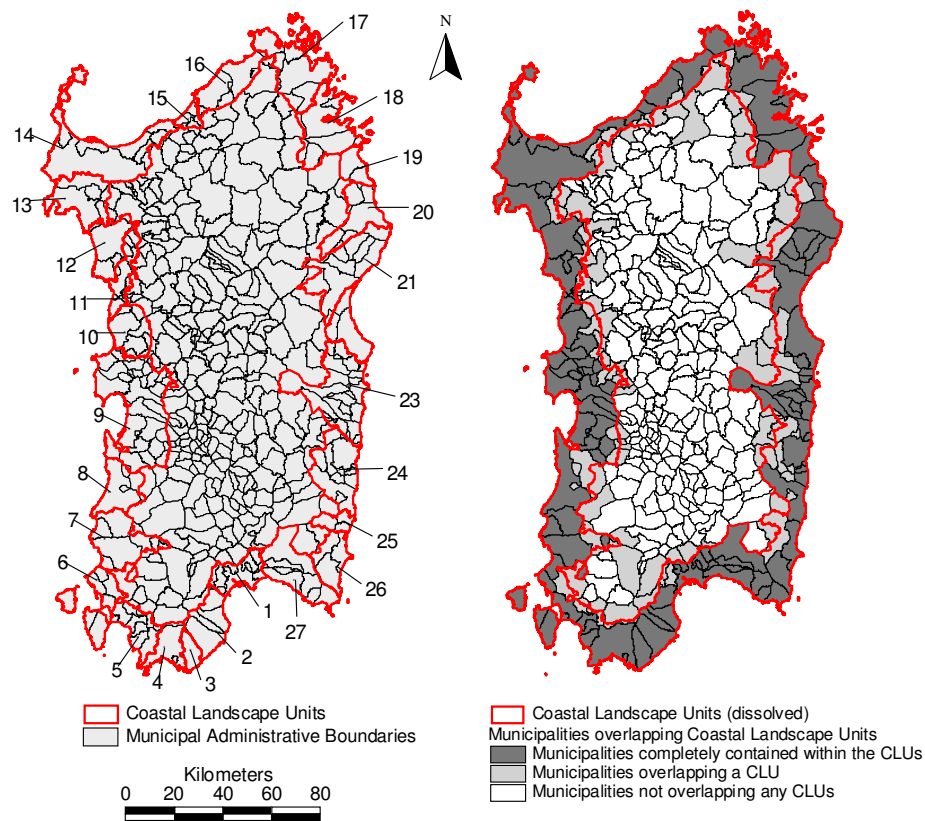 17
N
16
15
18
14
19
13
20
12
21
11
10
23
9
24
8
25
7
26
6
1
27
5
2
4
3
Coastal Landscape Units
Municipal Administrative Boundaries
Kilometers
0 20 40 60 80
Coastal Landscape Units (dissolved)
Municipalities overlapping Coastal Landscape Units
Municipalities completely contained within the CLUs
Municipalities overlapping a CLU
Municipalities not overlapping any CLUs